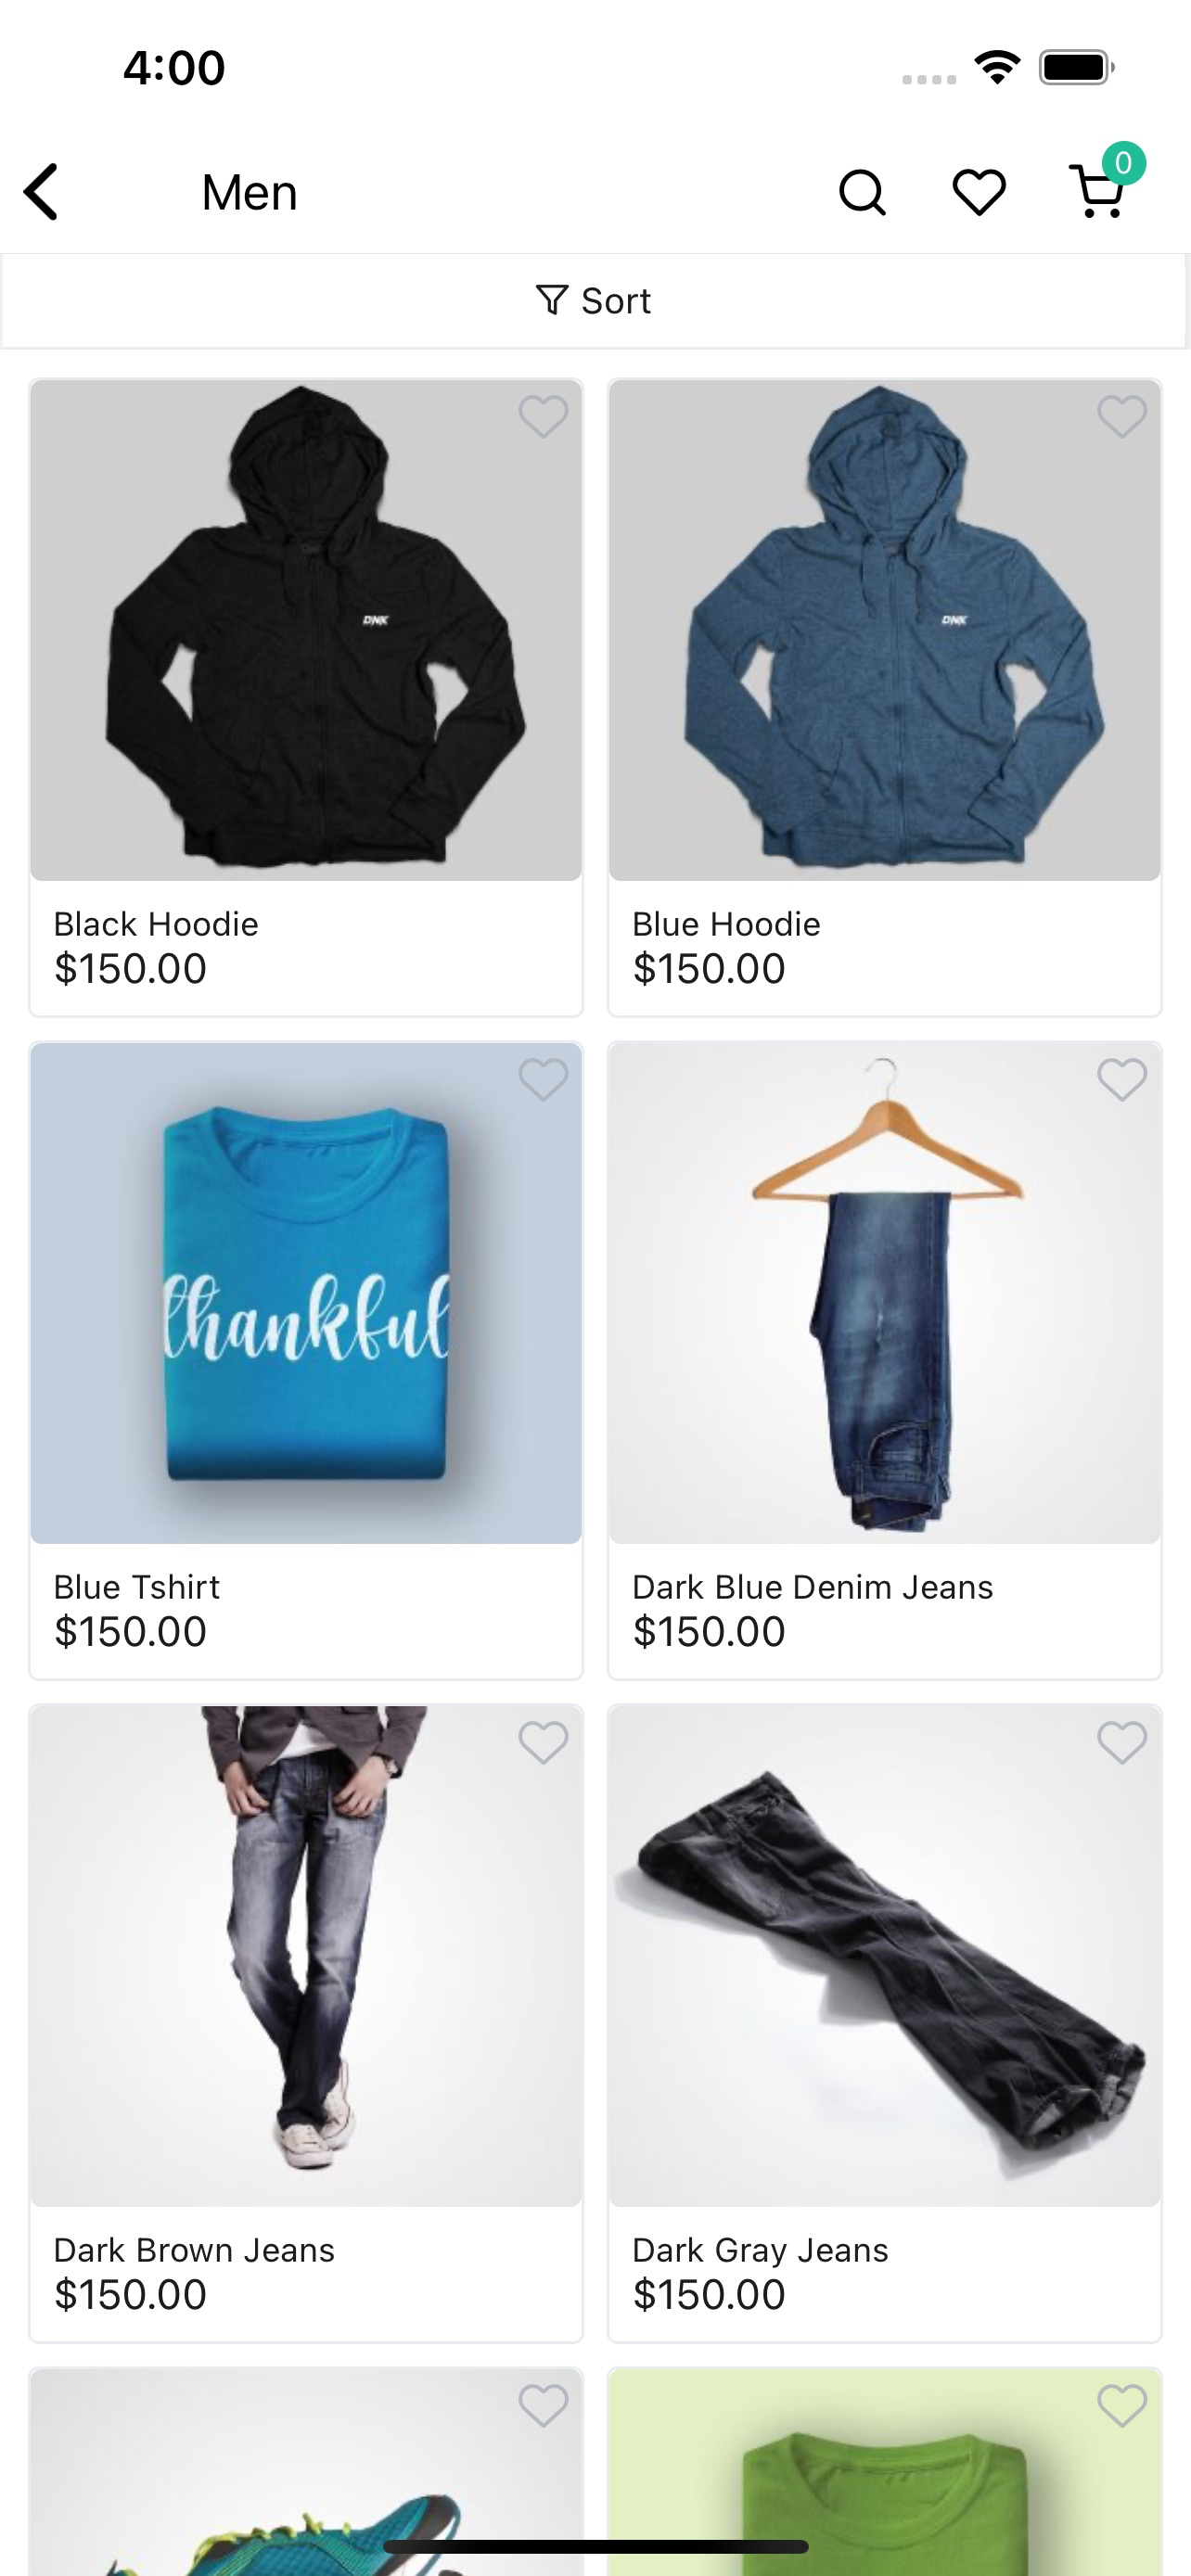 4:00
Men
0
Sort
DNK
DNK
Black Hoodie
$150.00
Blue Hoodie
$150.00
thankful
Blue Tshirt
$150.00
Dark Blue Denim Jeans
$150.00
Dark Brown Jeans
$150.00
Dark Gray Jeans
$150.00